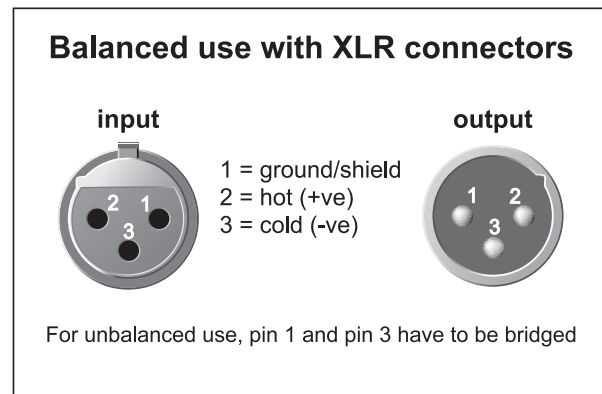 Balanced use with XLR connectors
input
output
2 1
3
1 = ground/shield
2 = hot (+ve)
3 = cold (-ve)
1 2
3
For unbalanced use, pin 1 and pin 3 have to be bridged